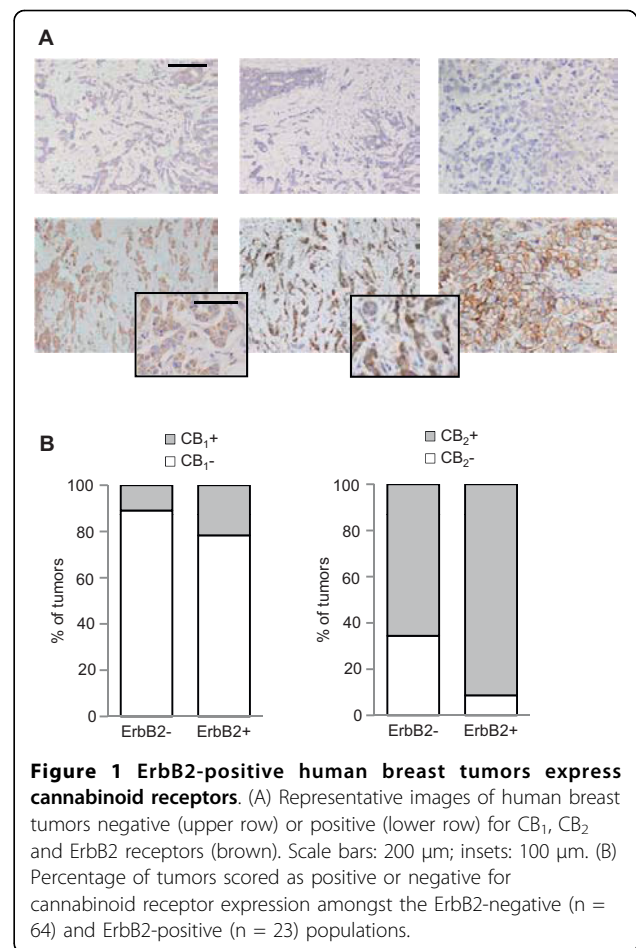 A
B
CB₁+
CB₁-
CB₂+
CB₂-
% of tumors
100
80
60
40
20
0
ErbB2- ErbB2+
% of tumors
100
80
60
40
20
0
ErbB2- ErbB2+
Figure 1 ErbB2-positive human breast tumors express
cannabinoid receptors. (A) Representative images of human breast
tumors negative (upper row) or positive (lower row) for CB₁, CB₂
and ErbB2 receptors (brown). Scale bars: 200 μm; insets: 100 μm. (B)
Percentage of tumors scored as positive or negative for
cannabinoid receptor expression amongst the ErbB2-negative (n =
64) and ErbB2-positive (n = 23) populations.